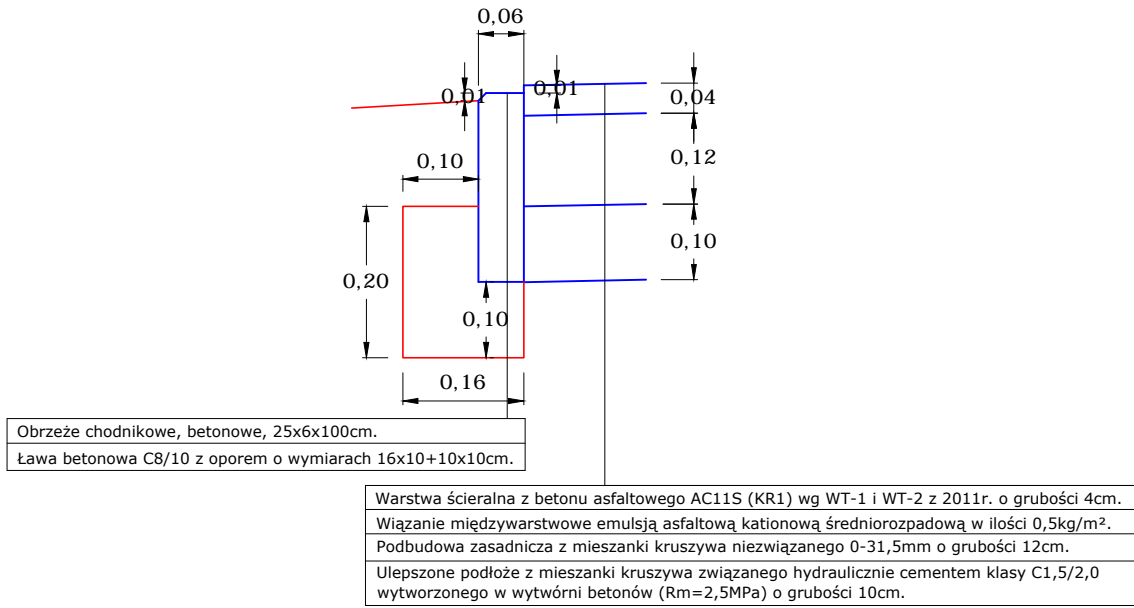 0,06
0,01
0,01
0,04
0,12
0,10
0,10
0,20
0,10
0,16
Obrzeże chodnikowe, betonowe, 25x6x100cm.
Ława betonowa C8/10 z oporem o wymiarach 16x10+10x10cm.
Warstwa ścieralna z betonu asfaltowego AC11S (KR1) wg WT-1 i WT-2 z 2011r. o grubości 4cm.
Wiązanie międzywarstwowe emulsją asfaltową kationową średniorozpadową w ilości 0,5kg/m².
Podbudowa zasadnicza z mieszanki kruszywa niezwiązanego 0-31,5mm o grubości 12cm.
Ulepszone podłoże z mieszanki kruszywa związanego hydraulicznie cementem klasy C1,5/2,0
wytworzonego w wytwórni betonów (Rm=2,5MPa) o grubości 10cm.